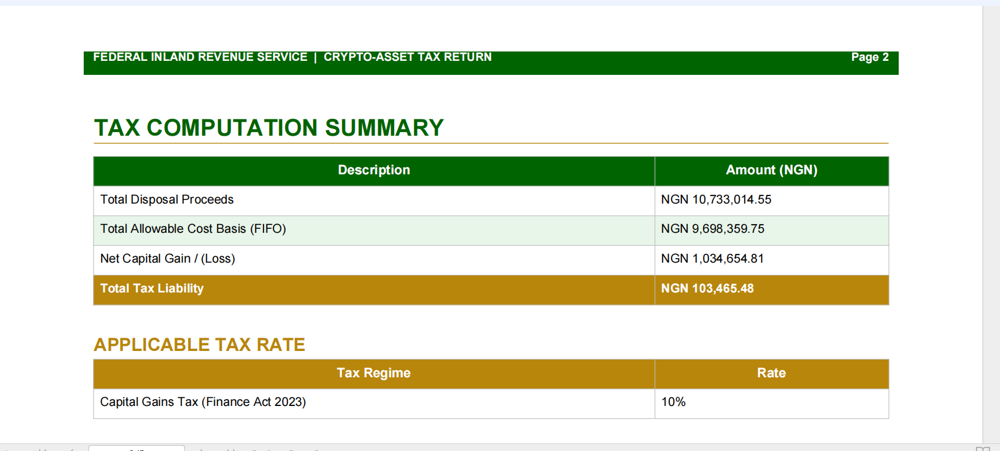 FEDERAL INLAND REVENUE SERVICE | CRYPTO-ASSET TAX RETURN Page 2
TAX COMPUTATION SUMMARY
Description Amount (NGN)
Total Disposal Proceeds NGN 10,733,014.55
Total Allowable Cost Basis (FIFO) NGN 9,698,359.75
Net Capital Gain / (Loss) NGN 1,034,654.81
Total Tax Liability NGN 103,465.48
APPLICABLE TAX RATE
Tax Regime Rate
Capital Gains Tax (Finance Act 2023) 10%